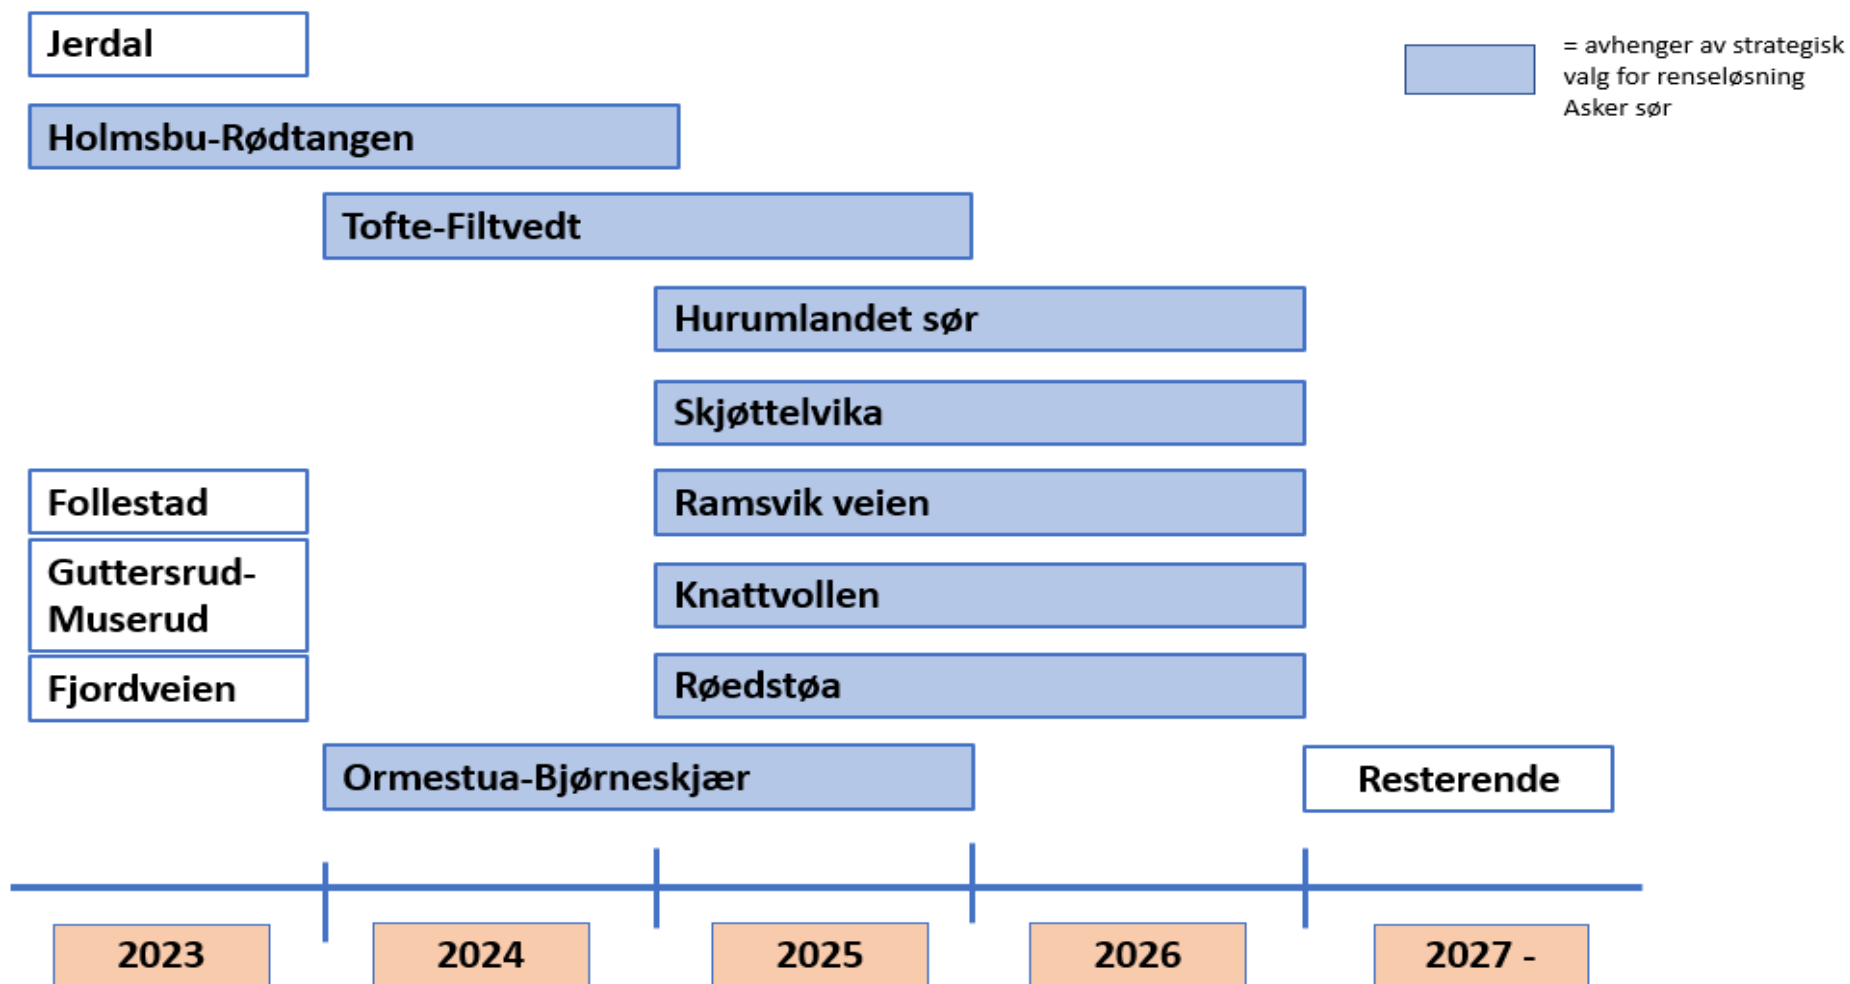 Jerdal
= avhenger av strategisk
valg for renseløsning
Asker sør
Holmsbu-Rødtangen
Tofte-Filtvedt
Hurumlandet sør
Skjøttelvika
Follestad
Ramsvik veien
Guttersrud-
Muserud
Knattvollen
Fjordveien
Røedstøa
Ormestua-Bjørneskjær
Resterende
2023
2024
2025
2026
2027 -